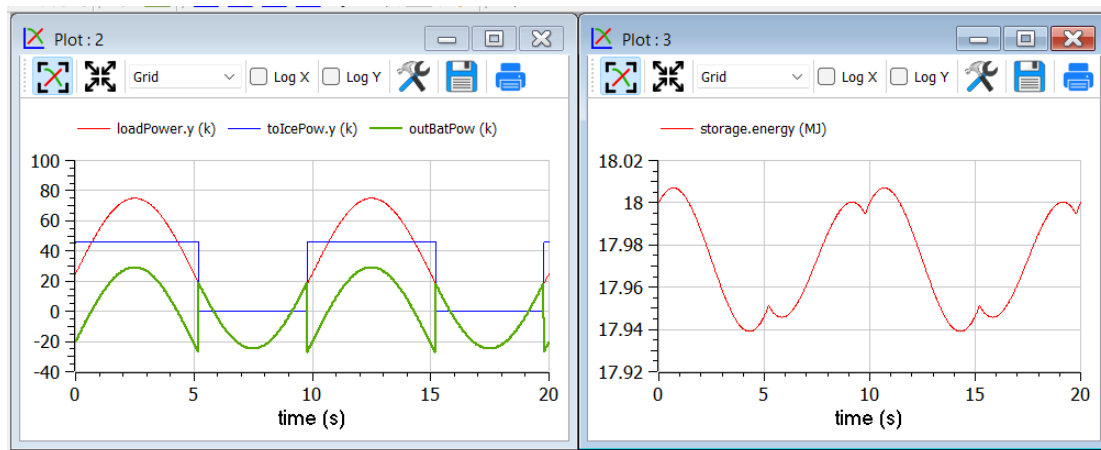 Plot : 2
Grid Log X Log Y
loadPower.y (k) toIcePow.y (k) outBatPow (k)
100
80
60
40
20
0
-20
-40
0 5 10 15 20
time (s)
Plot : 3
Grid Log X Log Y
storage.energy (MJ)
18.02
18
17.98
17.96
17.94
17.92
0 5 10 15 20
time (s)